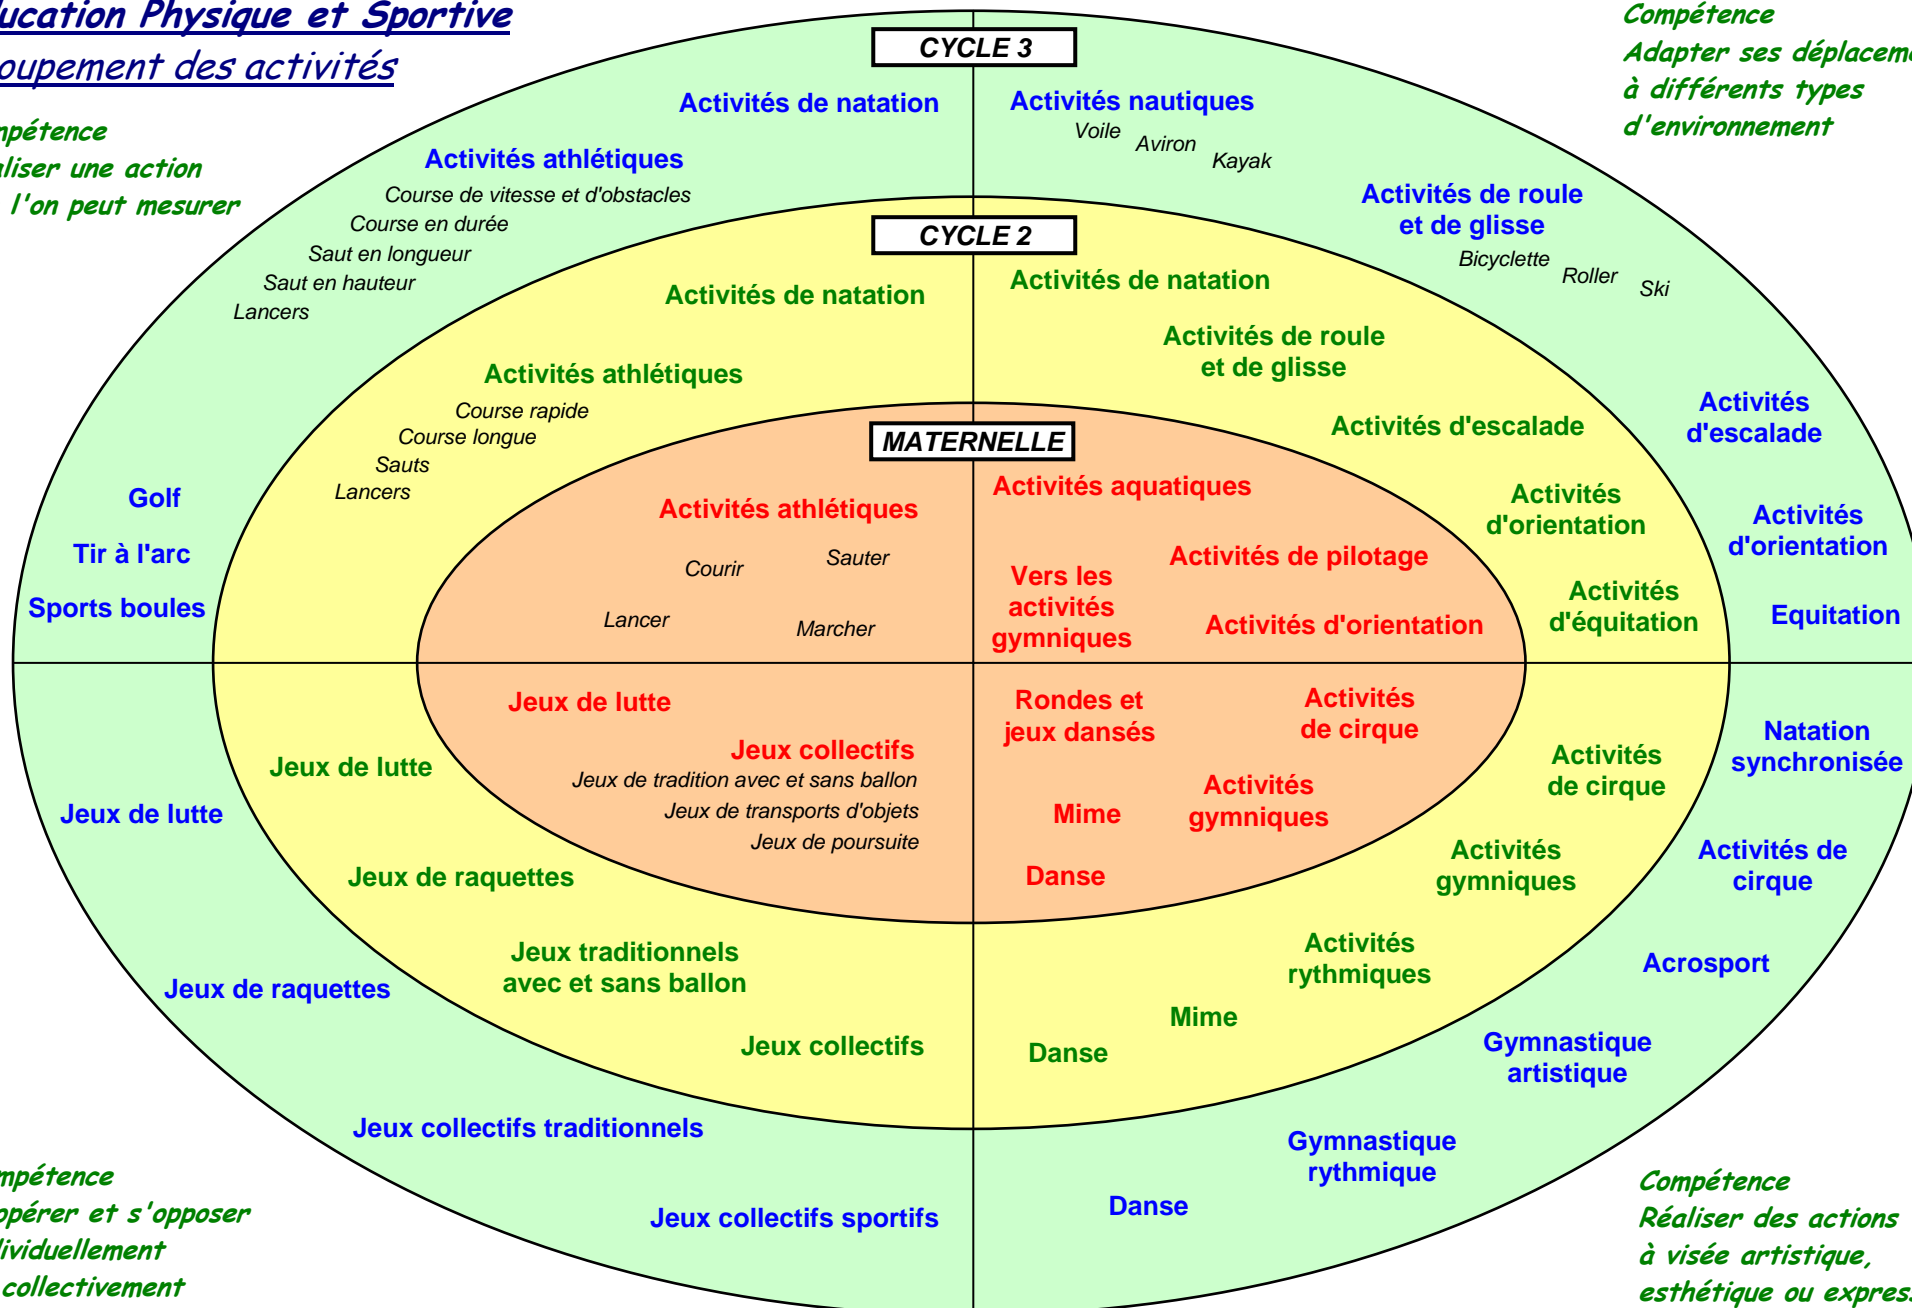 ucation Physique et Sportive
oupement des activités
Compétence
Adapter ses déplaceme
à différents types
d'environnement
mpétence
aliser une action
l'on peut mesurer
CYCLE 3
Activités de natation
Activités nautiques
Voile
Aviron
Kayak
Activités athlétiques
Course de vitesse et d'obstacles
Course en durée
Saut en longueur
Saut en hauteur
Lancers
Activités de roule
et de glisse
Bicyclette
Roller
Ski
CYCLE 2
Activités de natation
Activités de natation
Activités de roule
et de glisse
Activités athlétiques
Course rapide
Course longue
Sauts
Lancers
Activités d'escalade
Activités
d'escalade
MATERNELLE
Activités athlétiques
Courir
Sauter
Lancer
Marcher
Activités aquatiques
Activités de pilotage
Vers les
activités
gymniques
Activités d'orientation
Activités
d'orientation
Activités
d'équitation
Activités
d'orientation
Equitation
Golf
Tir à l'arc
Sports boules
Jeux de lutte
Jeux collectifs
Jeux de tradition avec et sans ballon
Jeux de transports d'objets
Jeux de poursuite
Rondes et
jeux dansés
Activités
de cirque
Mime
Activités
gymniques
Danse
Jeux de lutte
Jeux de raquettes
Jeux traditionnels
avec et sans ballon
Jeux collectifs
Activités
de cirque
Activités
gymniques
Activités
rythmiques
Mime
Danse
Jeux de lutte
Jeux de raquettes
Jeux collectifs traditionnels
Jeux collectifs sportifs
Natation
synchronisée
Activités de
cirque
Acrosport
Gymnastique
artistique
Gymnastique
rythmique
Danse
mpétence
opérer et s'opposer
dividuellement
collectivement
Compétence
Réaliser des actions
à visée artistique,
esthétique ou express